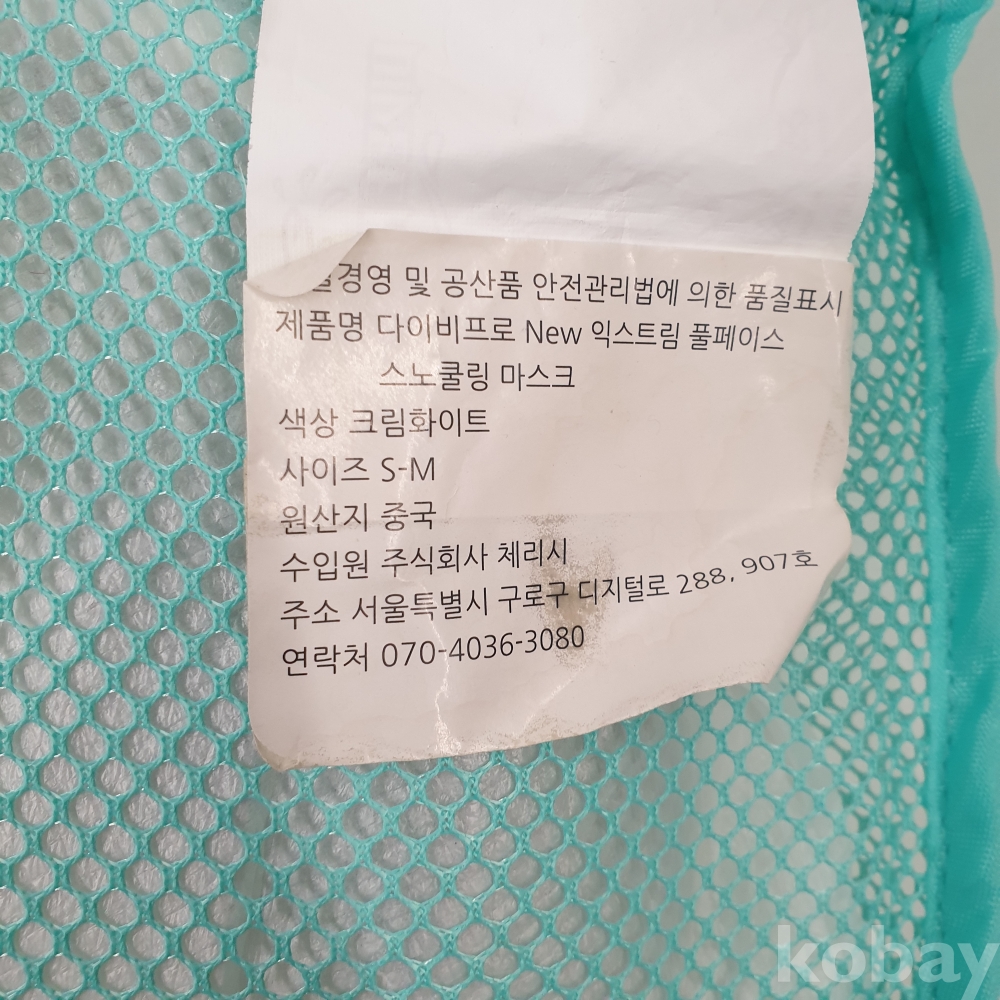 경영 및 공산품 안전관리법에 의한 품질표시
제품명 다이비프로 New 익스트림 풀페이스
스노쿨링 마스크
색상 크림화이트
사이즈 S-M
원산지 중국
수입원 주식회사 체리시
주소 서울특별시 구로구 디지털로 288, 907호
연락처 070-4036-3080
kobay